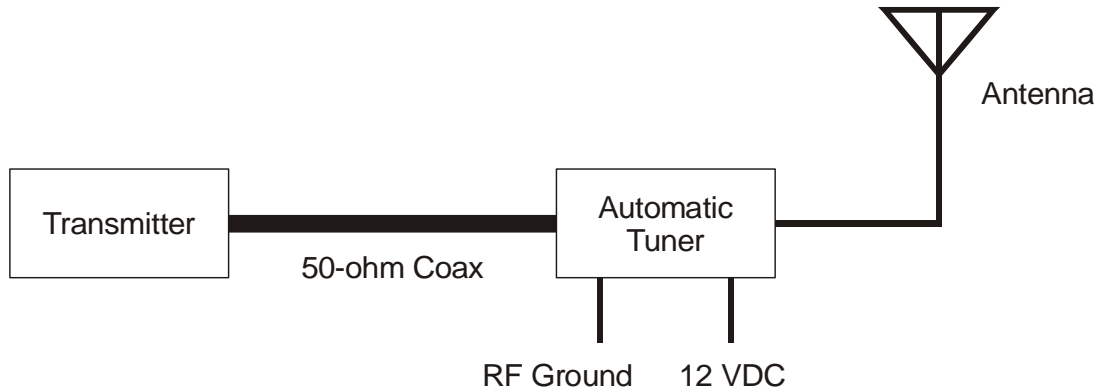 Antenna
Transmitter
Automatic
Tuner
50-ohm Coax
RF Ground
12 VDC